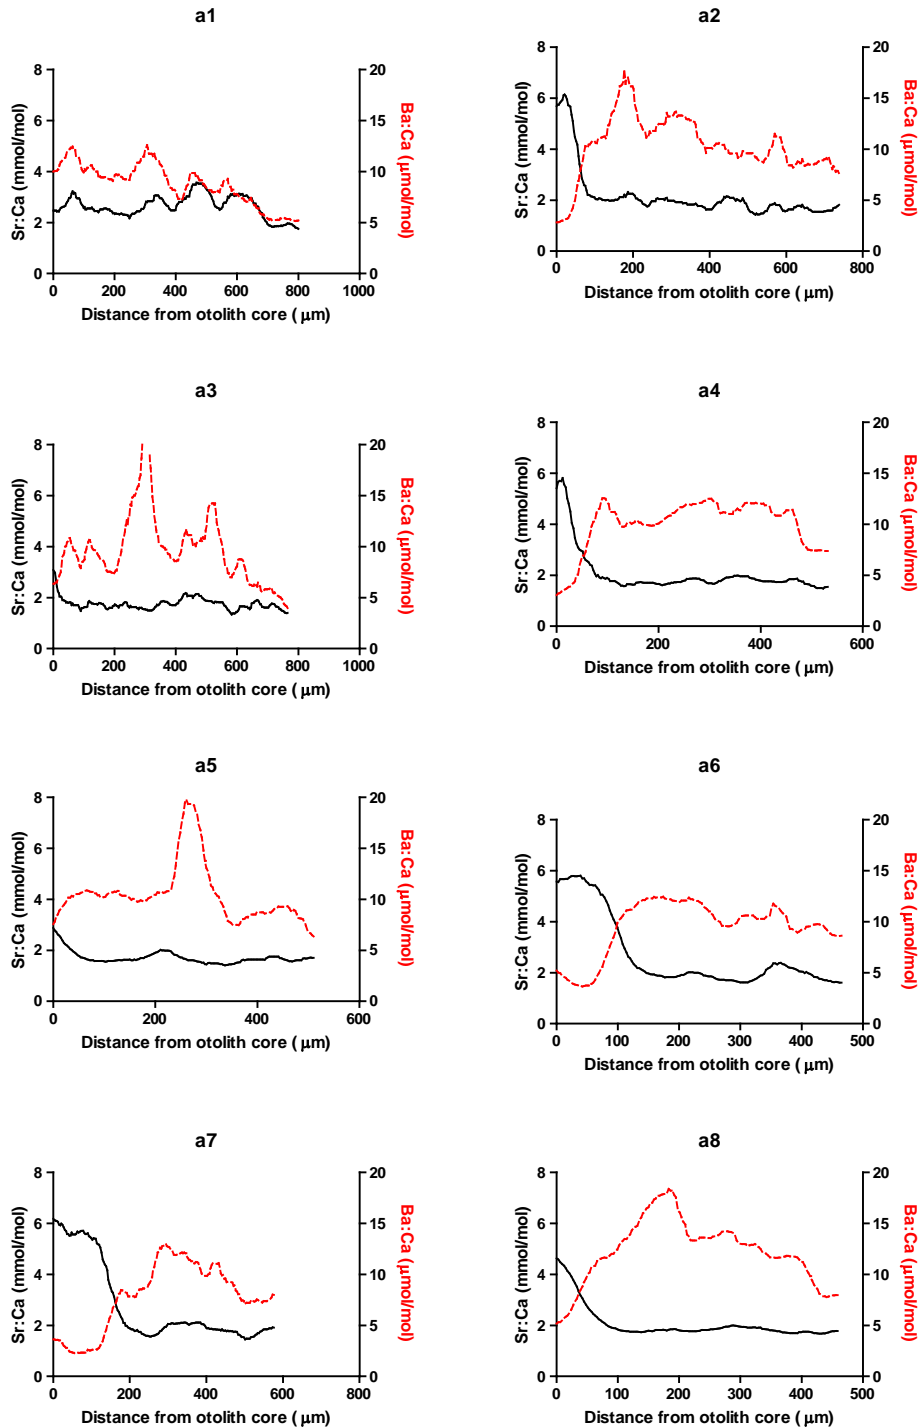 a1
8
6
4
2
0
20
15
10
5
0
0 200 400 600 800 1000
Sr:Ca (mmol/mol)
Ba:Ca (μmol/mol)
Distance from otolith core ( μm)
a2
8
6
4
2
0
20
15
10
5
0
0 200 400 600 800
Sr:Ca (mmol/mol)
Ba:Ca (μmol/mol)
Distance from otolith core ( μm)
a3
8
6
4
2
0
20
15
10
5
0
0 200 400 600 800 1000
Sr:Ca (mmol/mol)
Ba:Ca (μmol/mol)
Distance from otolith core ( μm)
a4
8
6
4
2
0
20
15
10
5
0
0 200 400 600
Sr:Ca (mmol/mol)
Ba:Ca (μmol/mol)
Distance from otolith core ( μm)
a5
8
6
4
2
0
20
15
10
5
0
0 200 400 600
Sr:Ca (mmol/mol)
Ba:Ca (μmol/mol)
Distance from otolith core ( μm)
a6
8
6
4
2
0
20
15
10
5
0
0 100 200 300 400 500
Sr:Ca (mmol/mol)
Ba:Ca (μmol/mol)
Distance from otolith core ( μm)
a7
8
6
4
2
0
20
15
10
5
0
0 200 400 600 800
Sr:Ca (mmol/mol)
Ba:Ca (μmol/mol)
Distance from otolith core ( μm)
a8
8
6
4
2
0
20
15
10
5
0
0 100 200 300 400 500
Sr:Ca (mmol/mol)
Ba:Ca (μmol/mol)
Distance from otolith core ( μm)